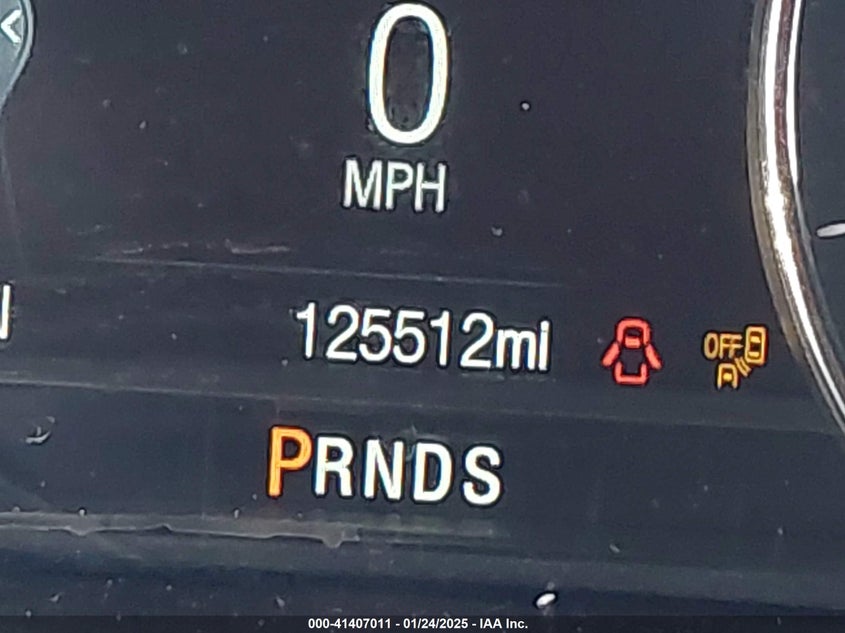 0
MPH
125512mi
OFF
PRNDS
000-41407011 - 01/24/2025 - IAA Inc.